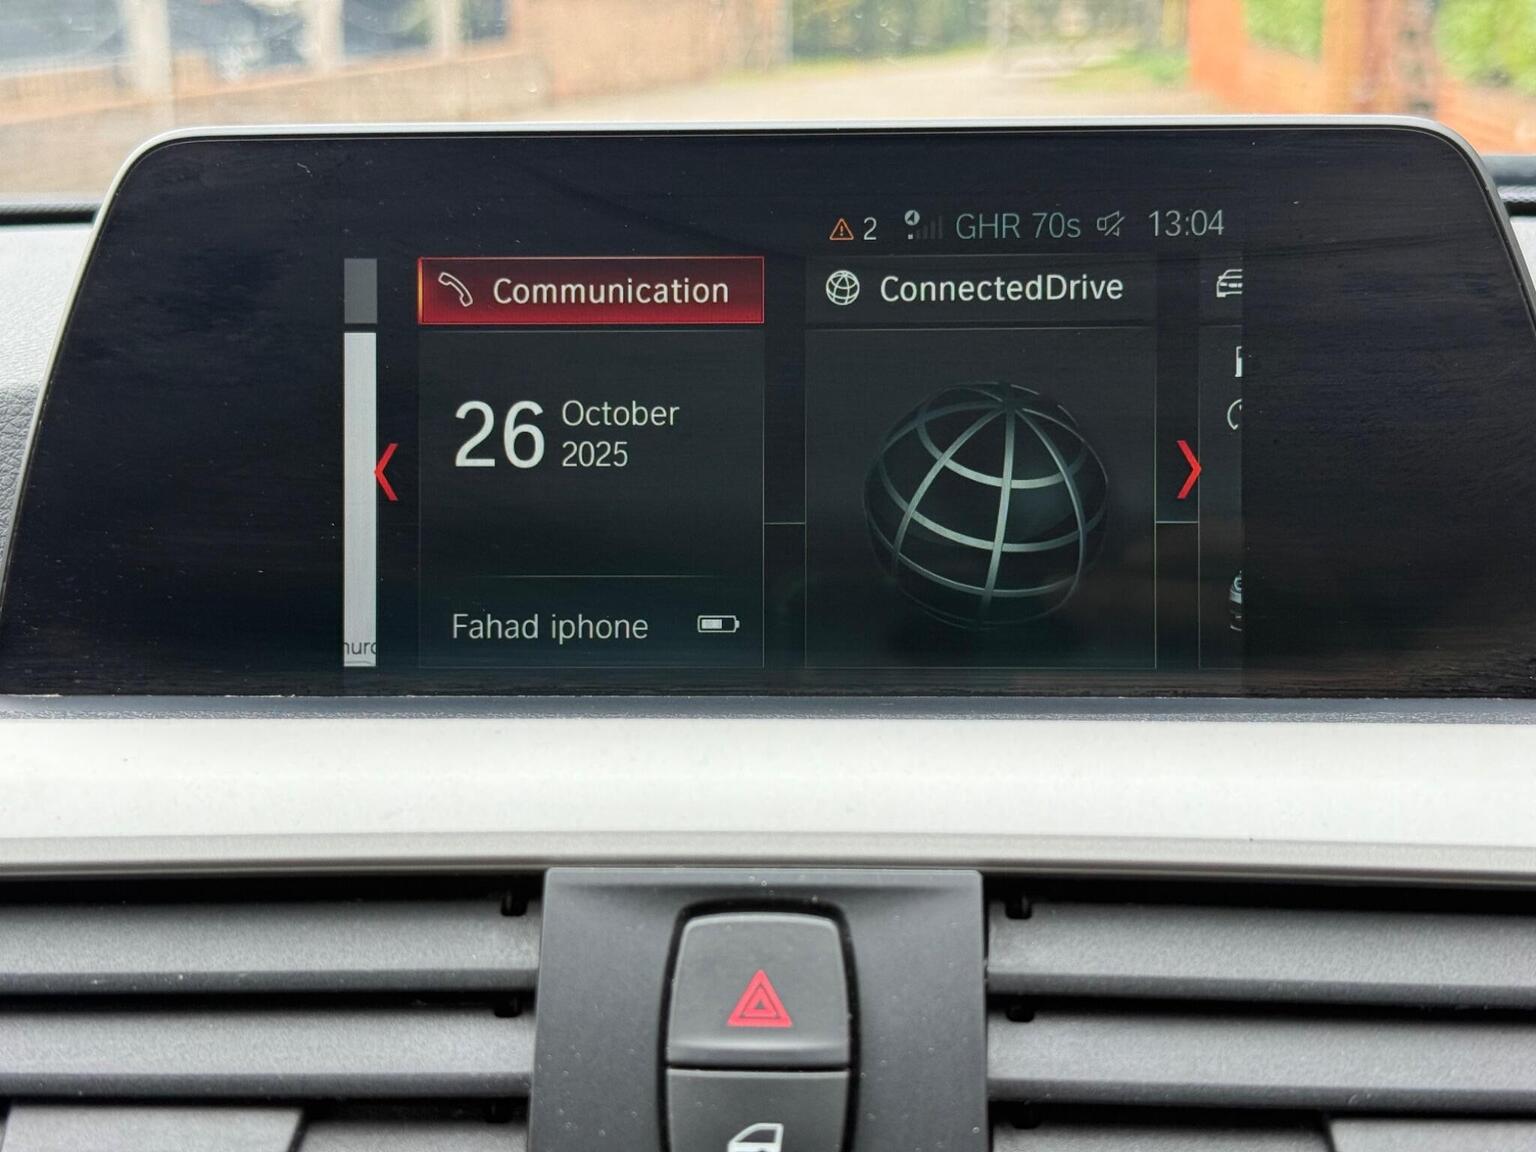 2 GHR 70s 13:04
Communication
ConnectedDrive
26 October
2025
Fahad iphone